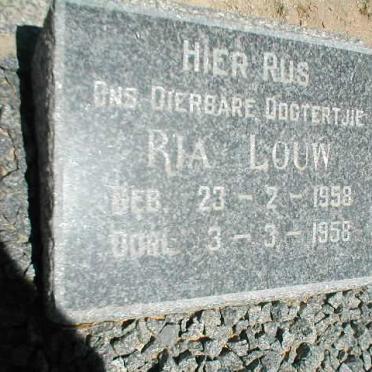 HIER RUS
ONS DIERBARE DOGTERTJIE
RIA LOUW
GEB. 23 - 2 - 1958
OORL. 3 - 3 - 1958